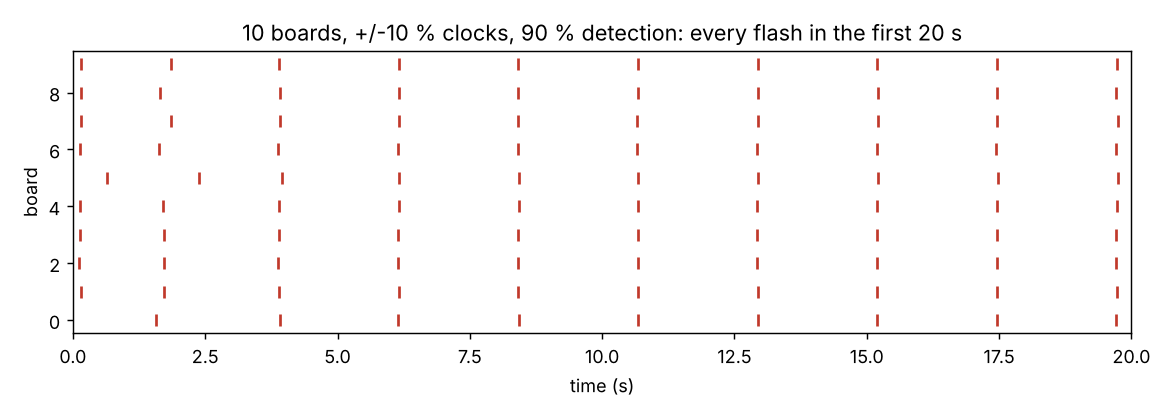 10 boards, +/-10 % clocks, 90 % detection: every flash in the first 20 s
board
8
6
4
2
0
0.0 2.5 5.0 7.5 10.0 12.5 15.0 17.5 20.0
time (s)